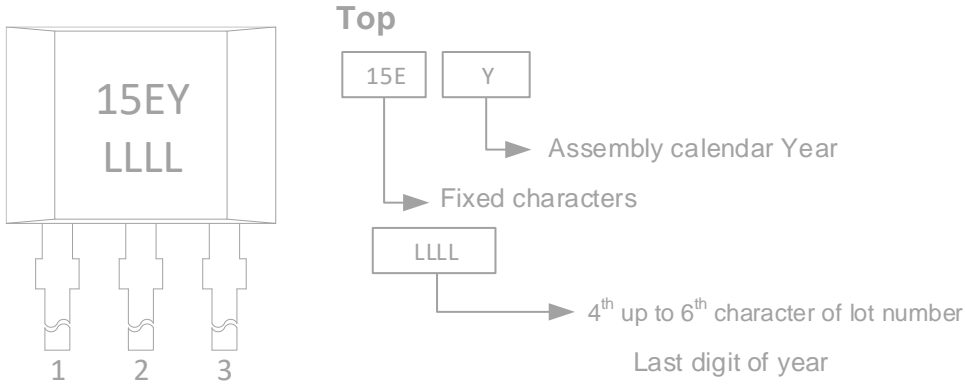 Top
15E Y
15EY
LLLL
Assembly calendar Year
Fixed characters
LLLL
4th up to 6th character of lot number
Last digit of year
1 2 3